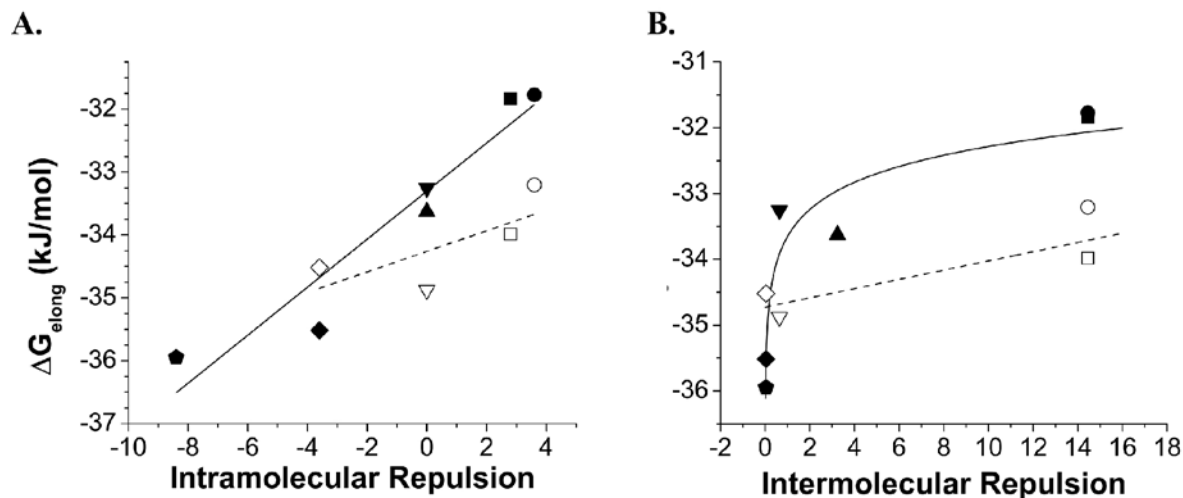 A.
B.
-32
-33
-34
-35
-36
-37
ΔG_elong (kJ/mol)
-10 -8 -6 -4 -2 0 2 4
Intramolecular Repulsion
-31
-32
-33
-34
-35
-36
-2 0 2 4 6 8 10 12 14 16 18
Intermolecular Repulsion